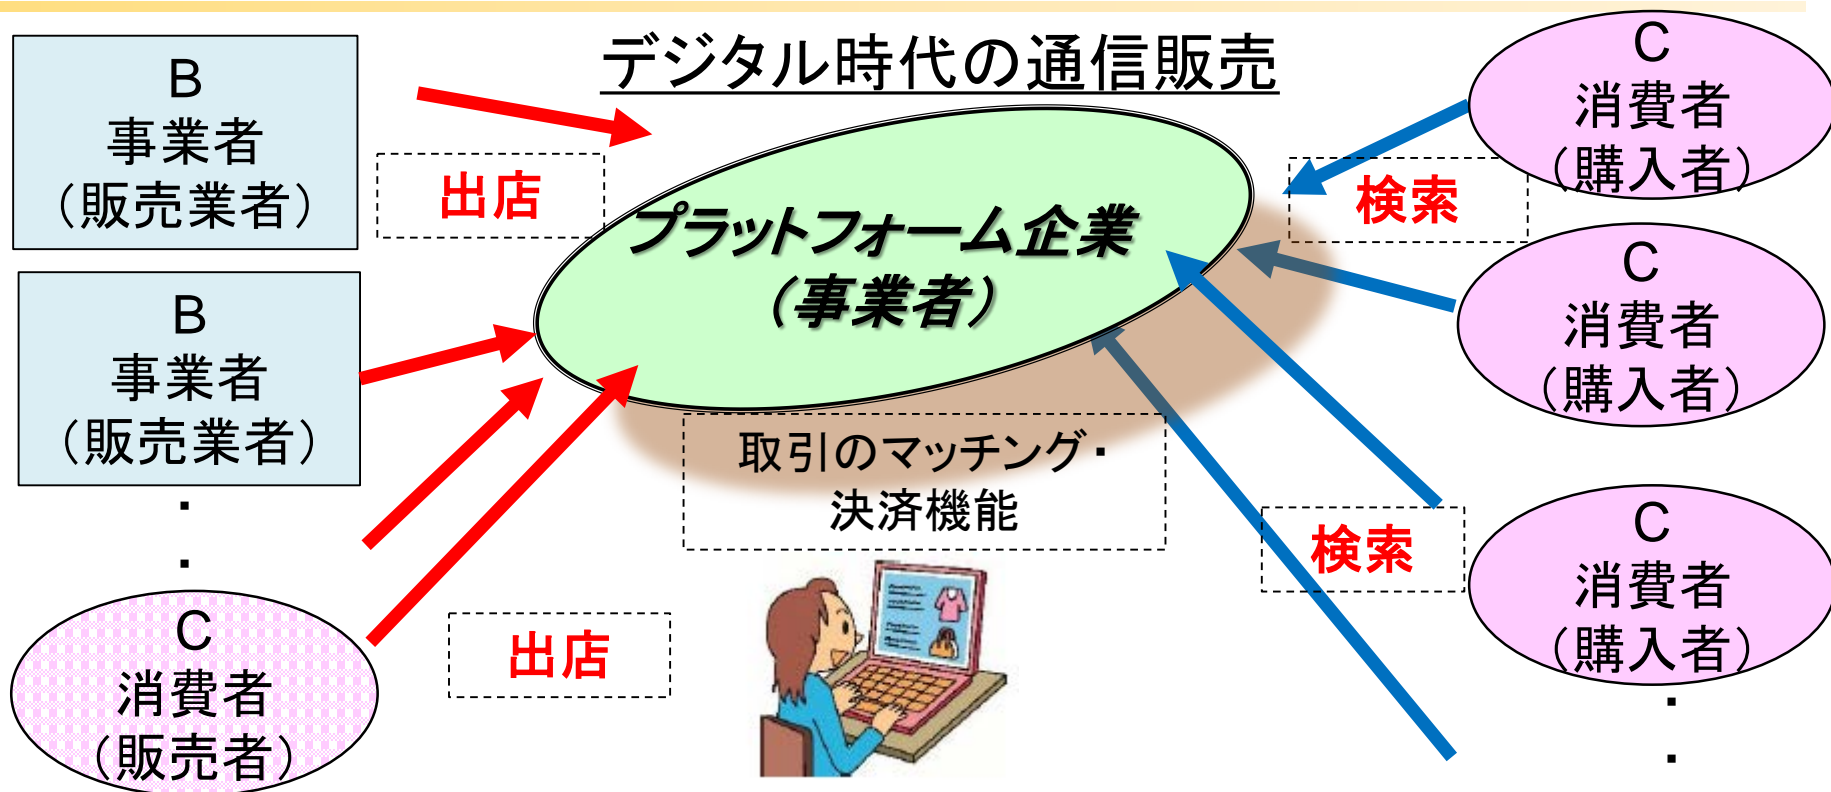 デジタル時代の通信販売
B
事業者
（販売業者）
B
事業者
（販売業者）
・
・
C
消費者
（販売者）
出店
出店
プラットフォーム企業
（事業者）
取引のマッチング・
決済機能
検索
検索
C
消費者
（購入者）
C
消費者
（購入者）
C
消費者
（購入者）
・
・